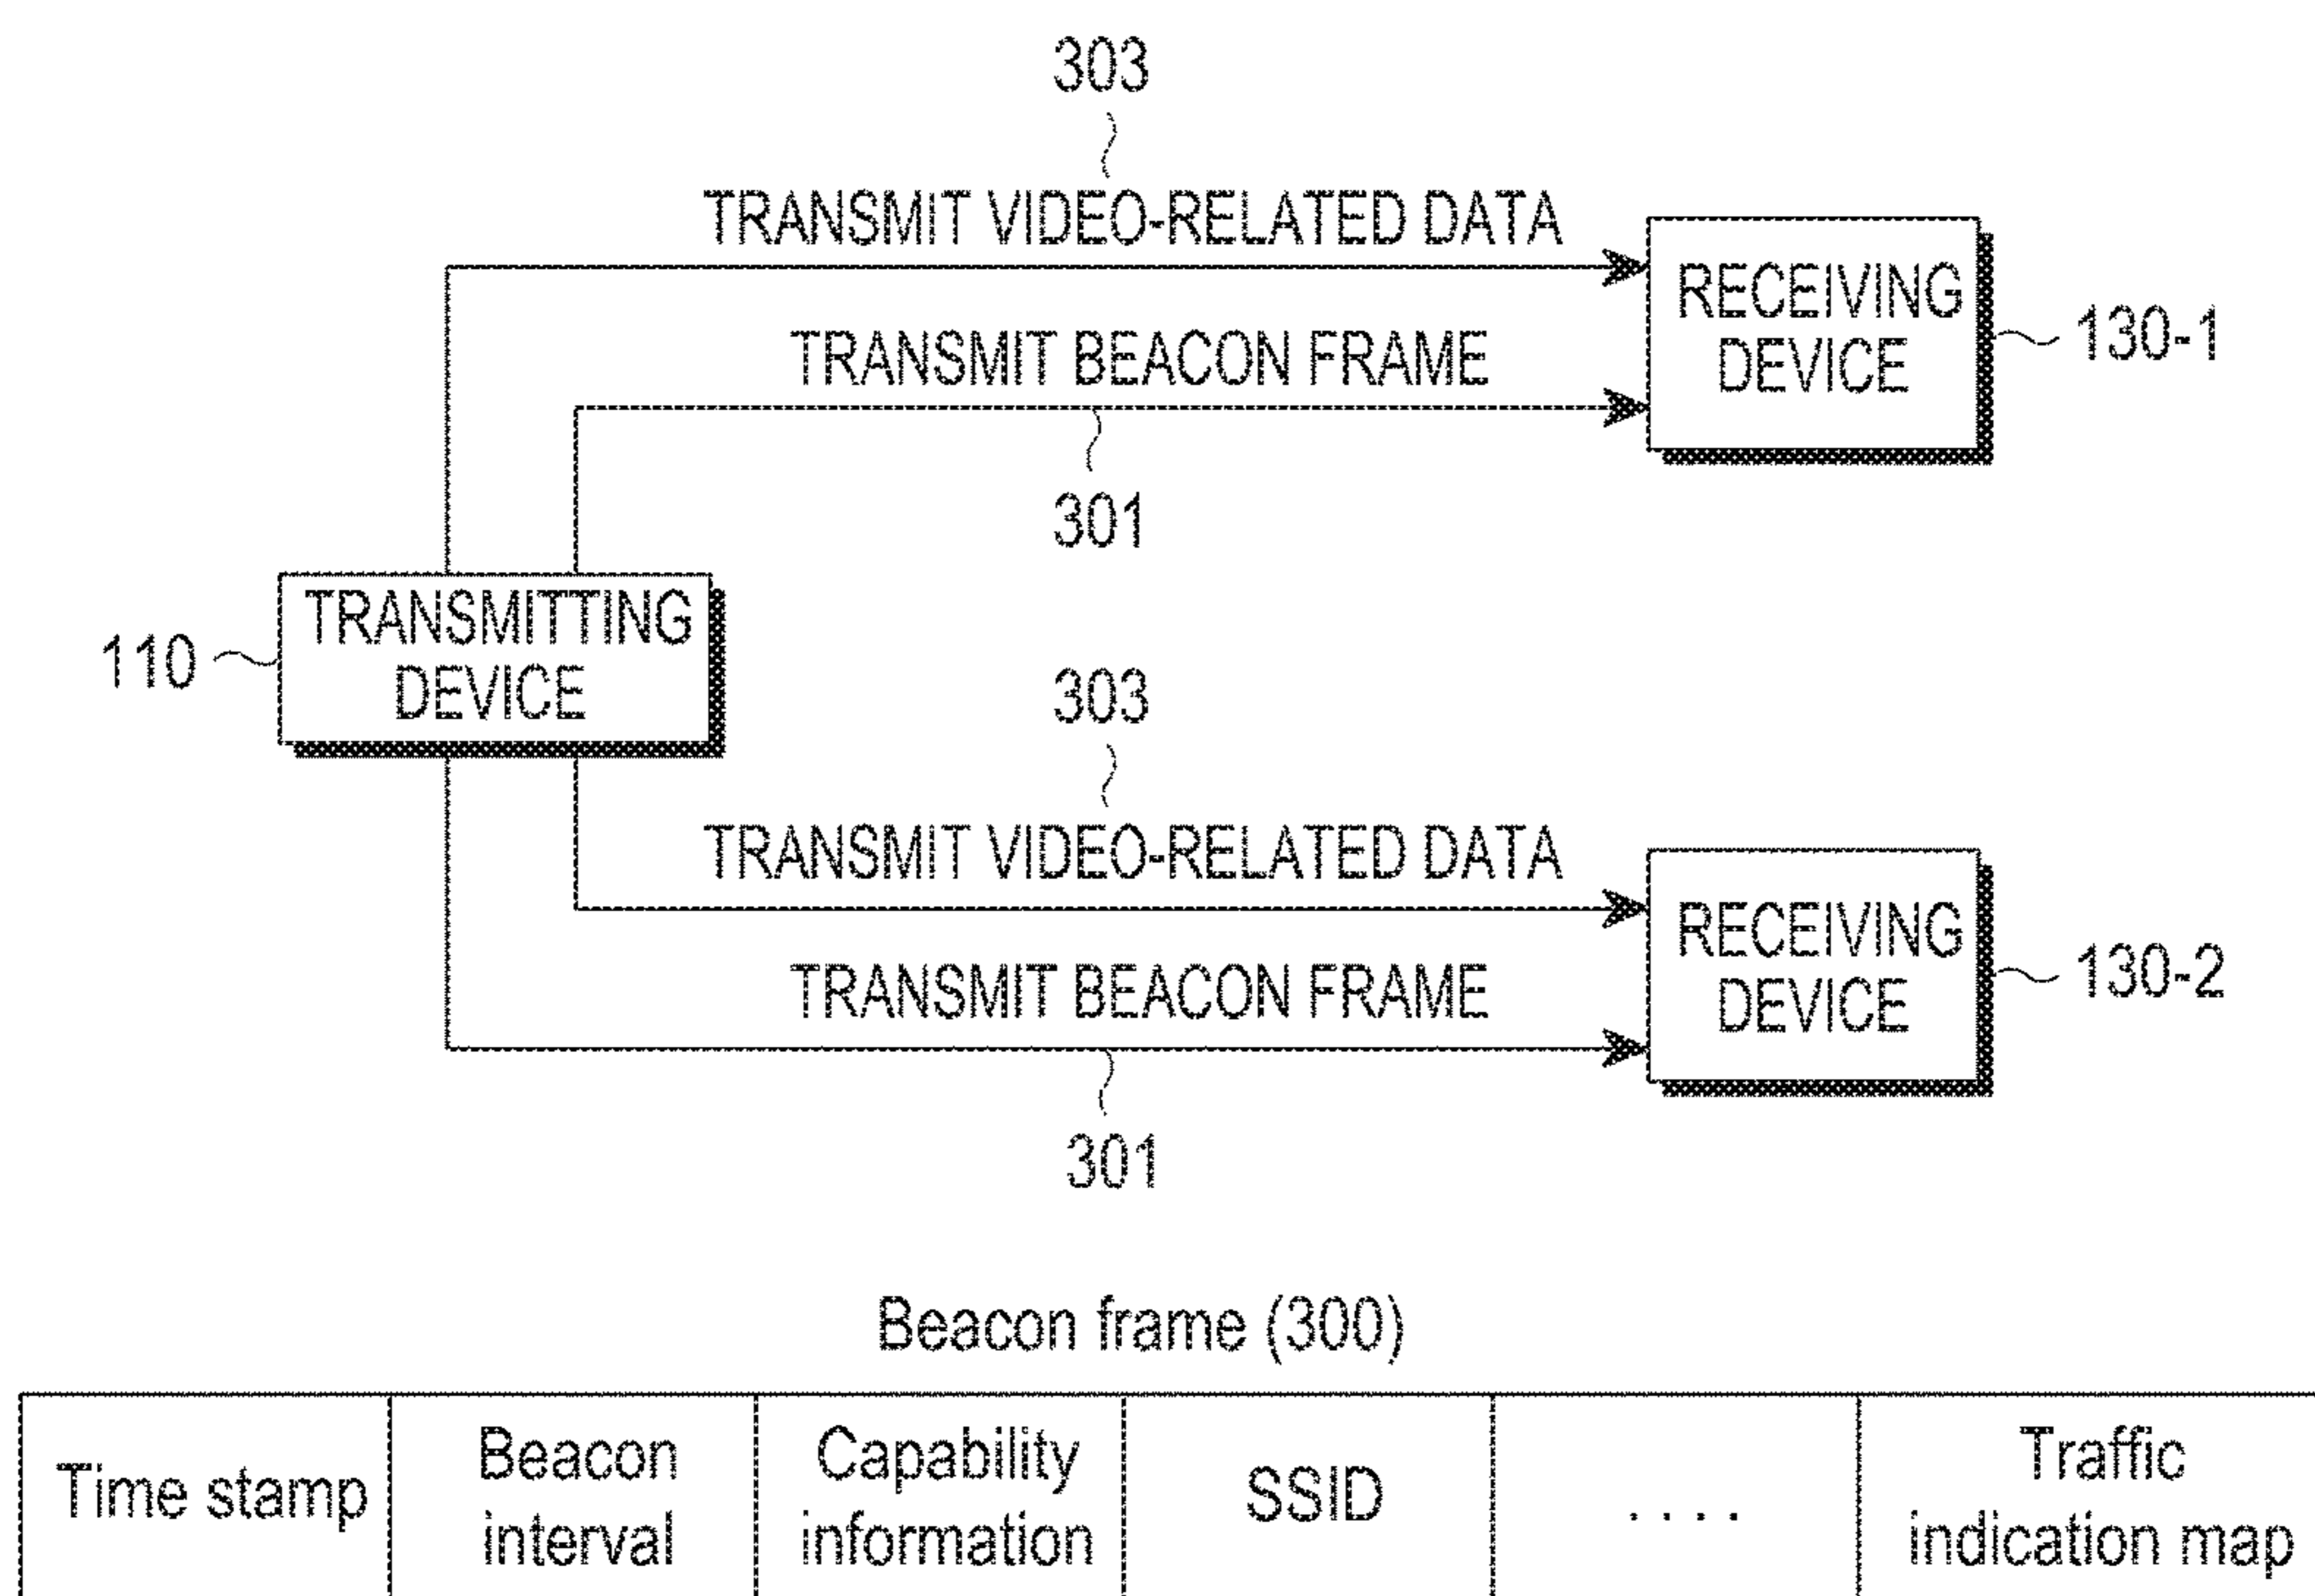 303
TRANSMIT VIDEO-RELATED DATA
RECEIVING
DEVICE
130-1
TRANSMIT BEACON FRAME
301
TRANSMITTING
DEVICE
110
303
TRANSMIT VIDEO-RELATED DATA
RECEIVING
DEVICE
130-2
TRANSMIT BEACON FRAME
301
Beacon frame (300)
Time stamp
Beacon
interval
Capability
information
SSID
. . . .
Traffic
indication map